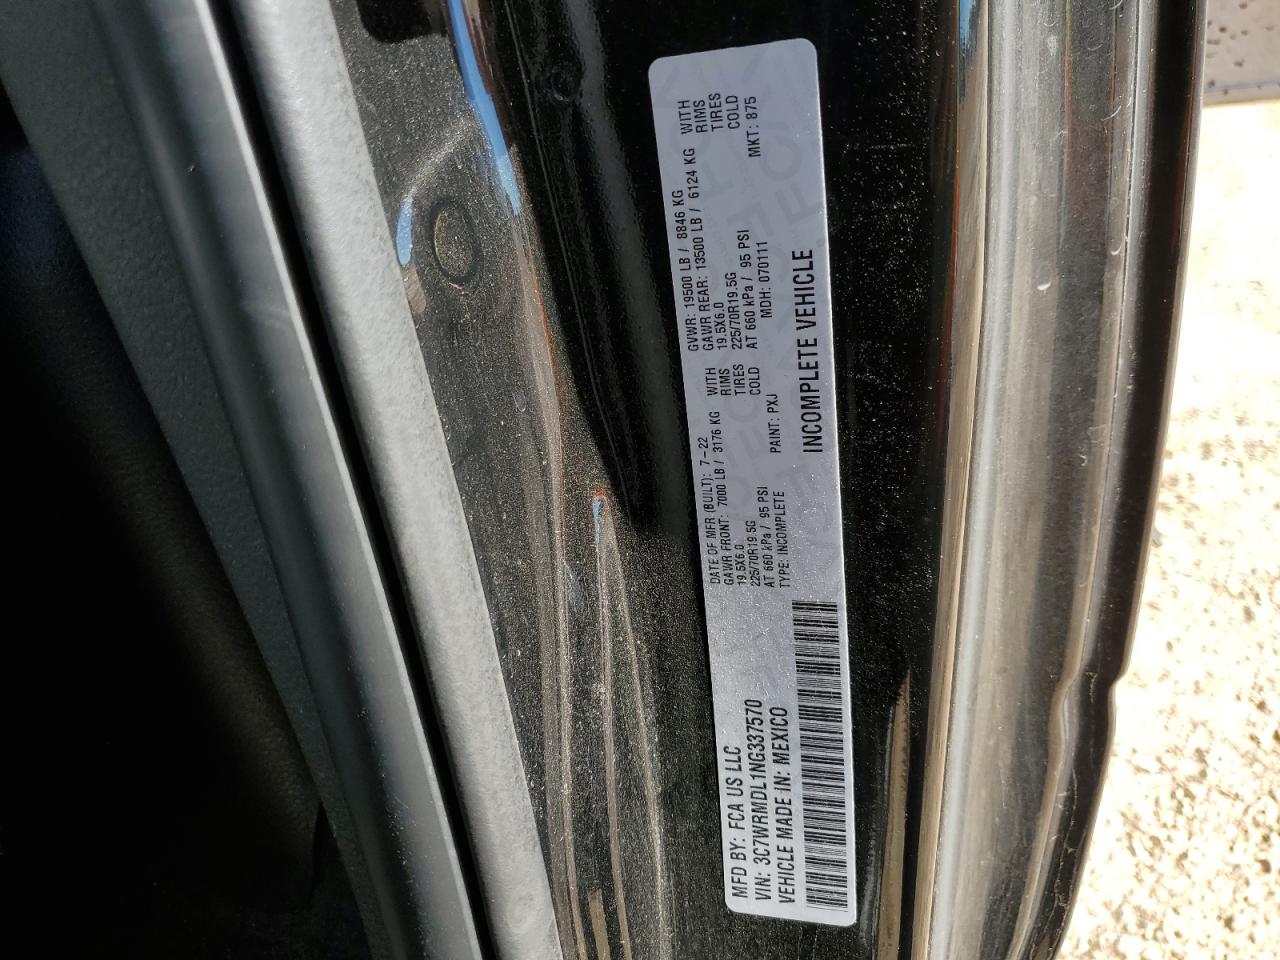 MFD BY: FCA US LLC
VIN: 3C7WRMDL1NG337570
VEHICLE MADE IN: MEXICO
DATE OF MFR (BUILT): 7-22
GAWR FRONT: 7000 LB / 3176 KG WITH
19.5X6.0 RIMS
225/70R19.5G TIRES
AT 660 kPa / 95 PSI COLD
TYPE: INCOMPLETE PAINT: PXJ
GVWR: 19500 LB / 8846 KG
GAWR REAR: 13500 LB / 6124 KG WITH
19.5X6.0 RIMS
225/70R19.5G TIRES
AT 660 kPa / 95 PSI COLD
MDH: 070111 MKT: 875
INCOMPLETE VEHICLE